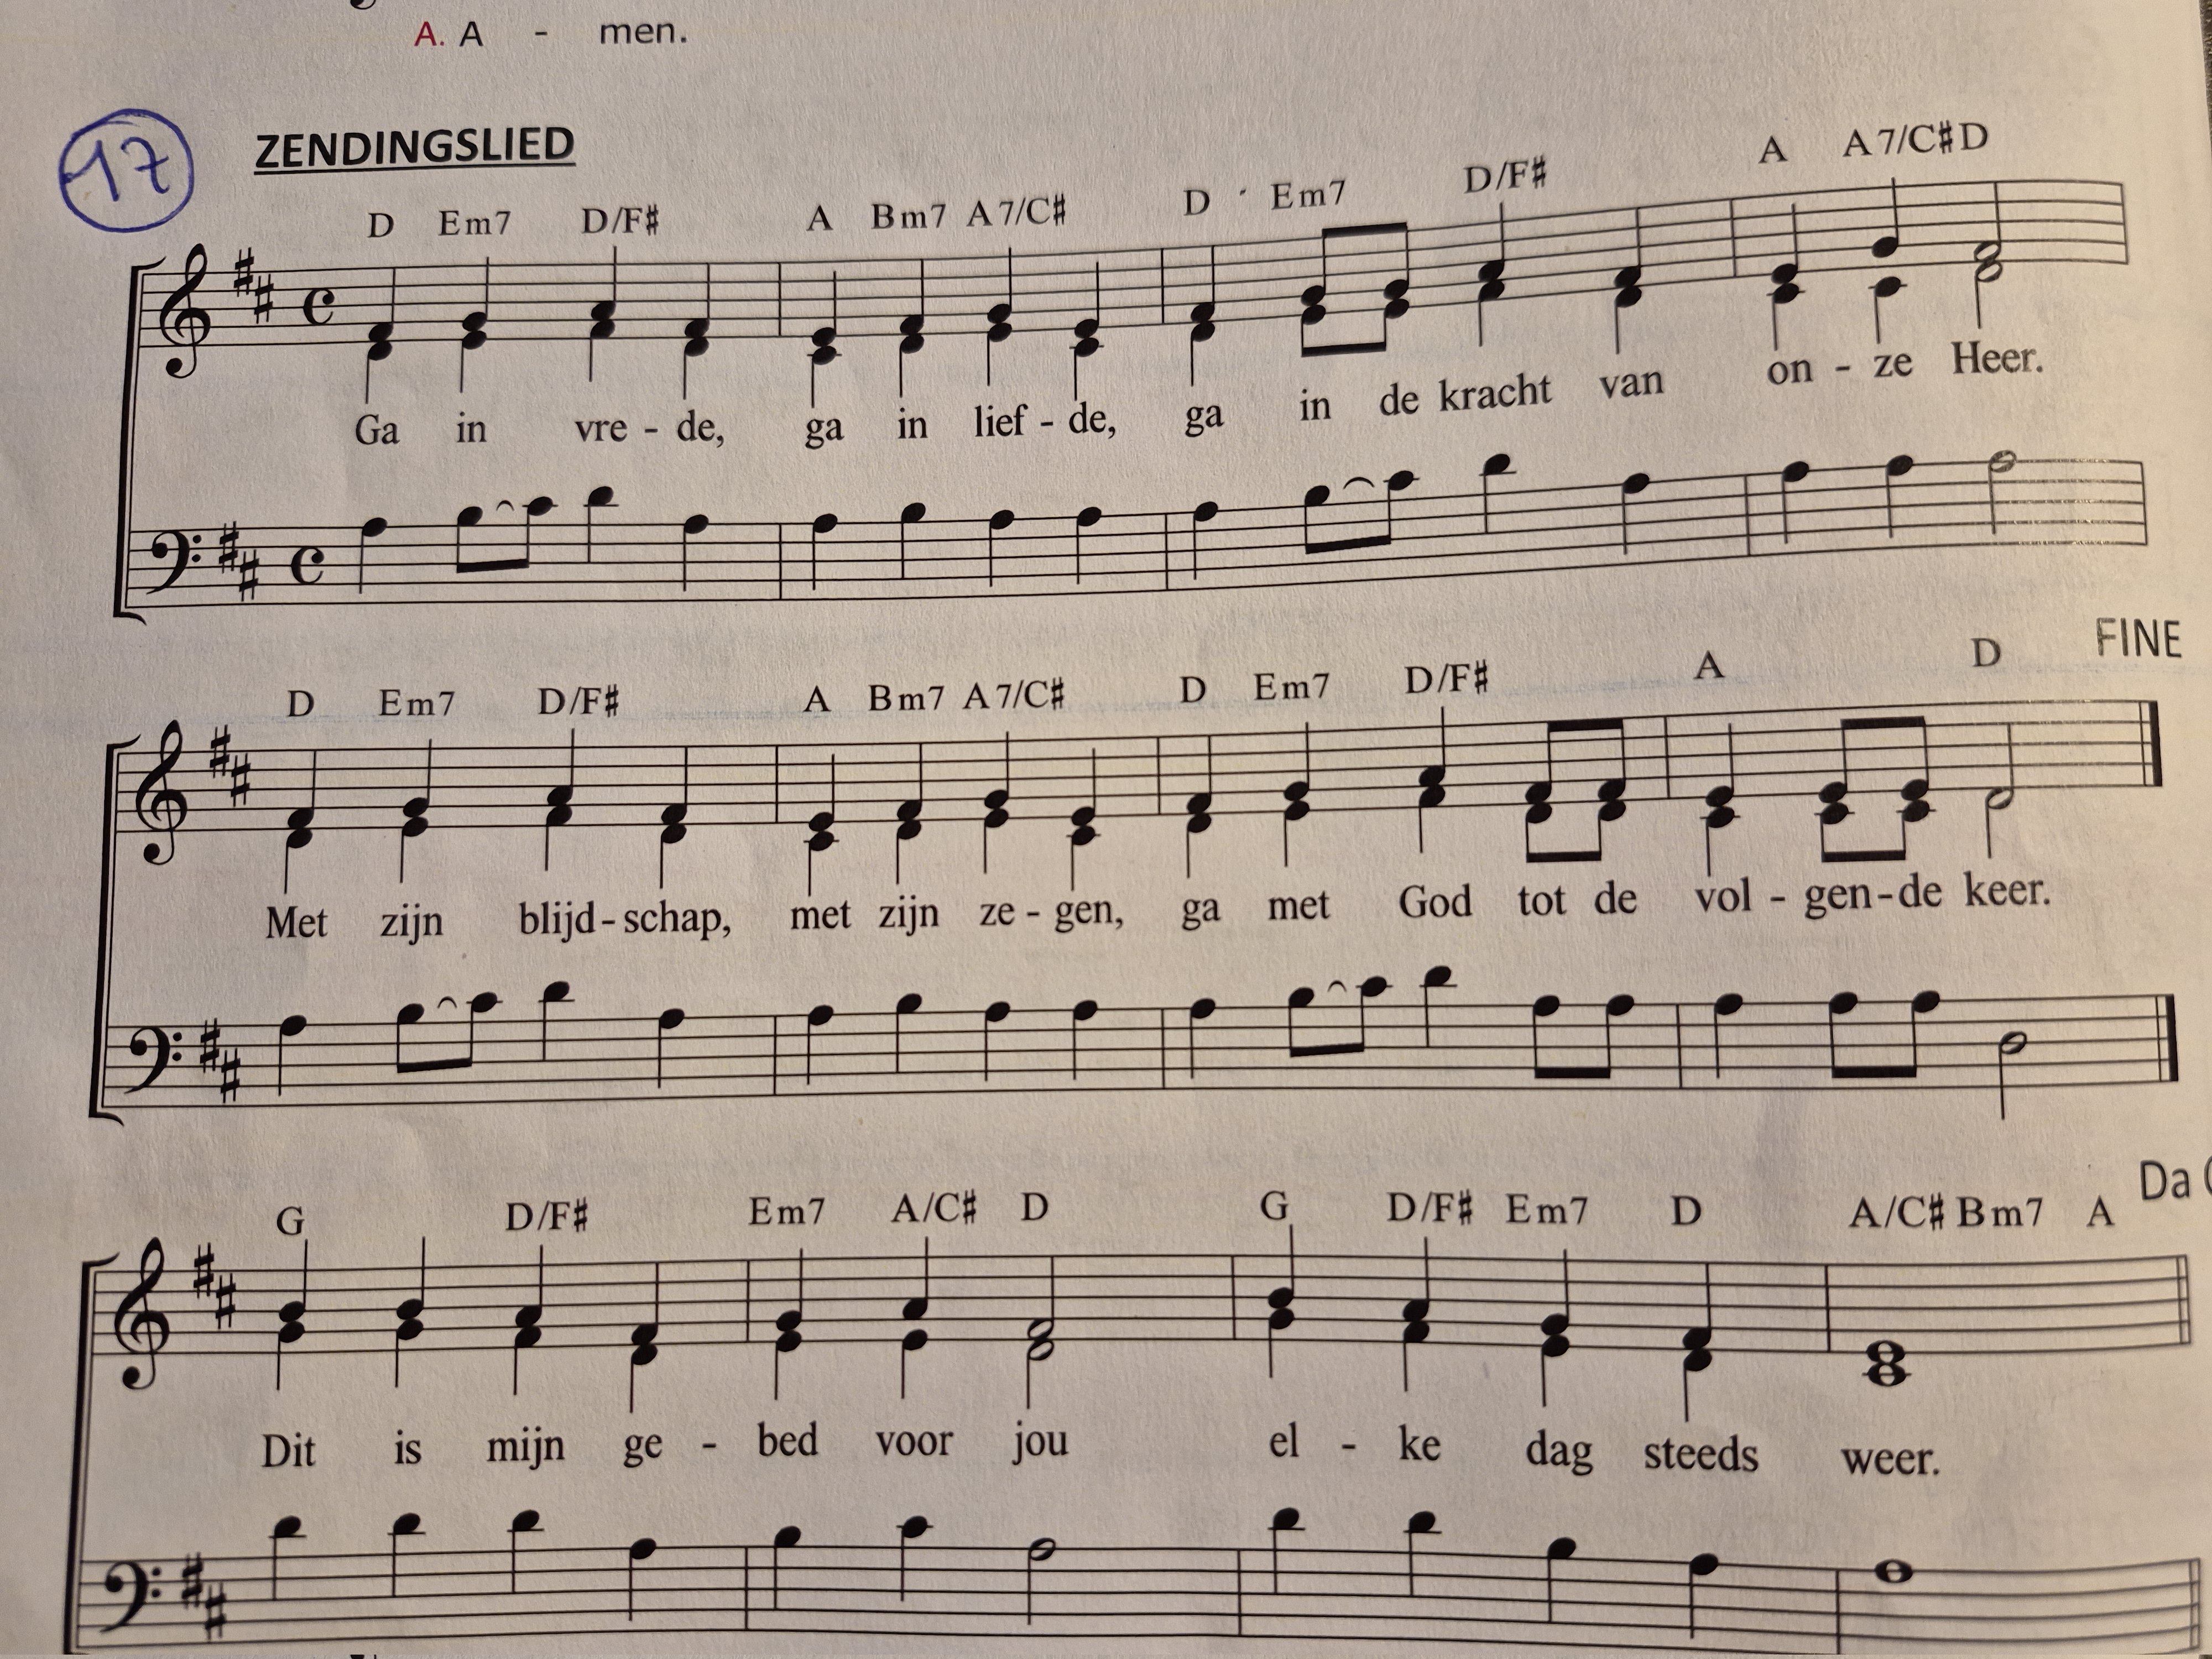 A. A - men.
17
ZENDINGSLIED
D Em7 D/F# A Bm7 A7/C# D Em7 D/F# A A7/C# D
Ga in vre - de, ga in lief - de, ga in de kracht van on - ze Heer.
FINE
D Em7 D/F# A Bm7 A7/C# D Em7 D/F# A D
Met zijn blijd - schap, met zijn ze - gen, ga met God tot de vol - gen - de keer.
Da
G D/F# Em7 A/C# D G D/F# Em7 D A/C# Bm7 A
Dit is mijn ge - bed voor jou el - ke dag steeds weer.